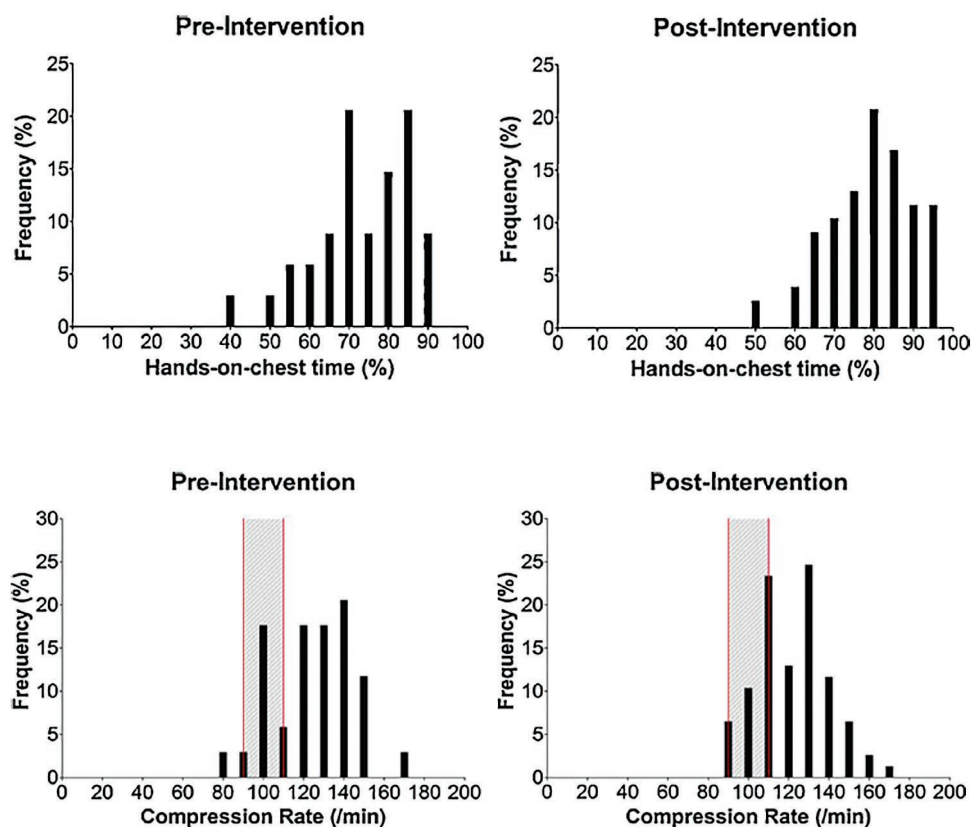 Pre-Intervention
Frequency (%)
25
20
15
10
5
0
0 10 20 30 40 50 60 70 80 90 100
Hands-on-chest time (%)
Post-Intervention
Frequency (%)
25
20
15
10
5
0
0 10 20 30 40 50 60 70 80 90 100
Hands-on-chest time (%)
Pre-Intervention
Frequency (%)
30
25
20
15
10
5
0
0 20 40 60 80 100 120 140 160 180 200
Compression Rate (/min)
Post-Intervention
Frequency (%)
30
25
20
15
10
5
0
0 20 40 60 80 100 120 140 160 180 200
Compression Rate (/min)